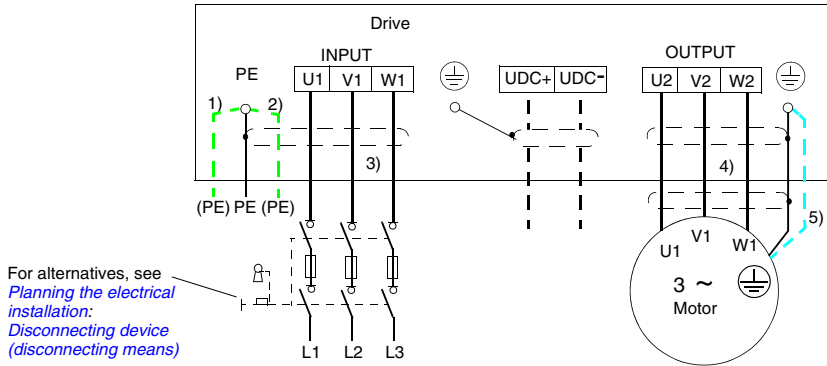 Drive
INPUT
OUTPUT
PE
U1 V1 W1
UDC+ UDC-
U2 V2 W2
1) 2)
3)
4)
(PE) PE (PE)
5)
U1 V1 W1
3 ~
Motor
For alternatives, see
Planning the electrical
installation:
Disconnecting device
(disconnecting means)
L1 L2 L3